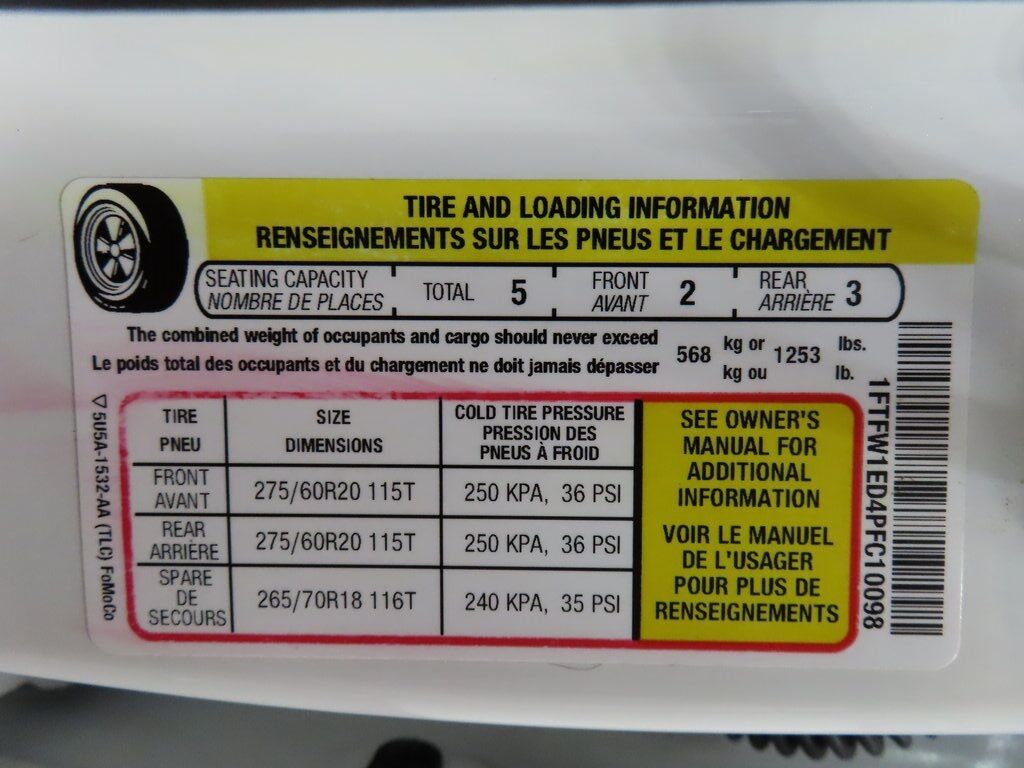 TIRE AND LOADING INFORMATION
RENSEIGNEMENTS SUR LES PNEUS ET LE CHARGEMENT
SEATING CAPACITY
NOMBRE DE PLACES
TOTAL 5
FRONT
AVANT 2
REAR
ARRIÈRE 3
The combined weight of occupants and cargo should never exceed
Le poids total des occupants et du chargement ne doit jamais dépasser
568 kg or 1253 lbs.
kg ou lb.
TIRE
PNEU
SIZE
DIMENSIONS
COLD TIRE PRESSURE
PRESSION DES
PNEUS À FROID
FRONT
AVANT
275/60R20 115T
250 KPA, 36 PSI
REAR
ARRIÈRE
275/60R20 115T
250 KPA, 36 PSI
SPARE
DE
SECOURS
265/70R18 116T
240 KPA, 35 PSI
SEE OWNER'S
MANUAL FOR
ADDITIONAL
INFORMATION
VOIR LE MANUEL
DE L'USAGER
POUR PLUS DE
RENSEIGNEMENTS
1FTFW1ED4PFC10098
5U5A-1532-AA (TLC) FoMoCo